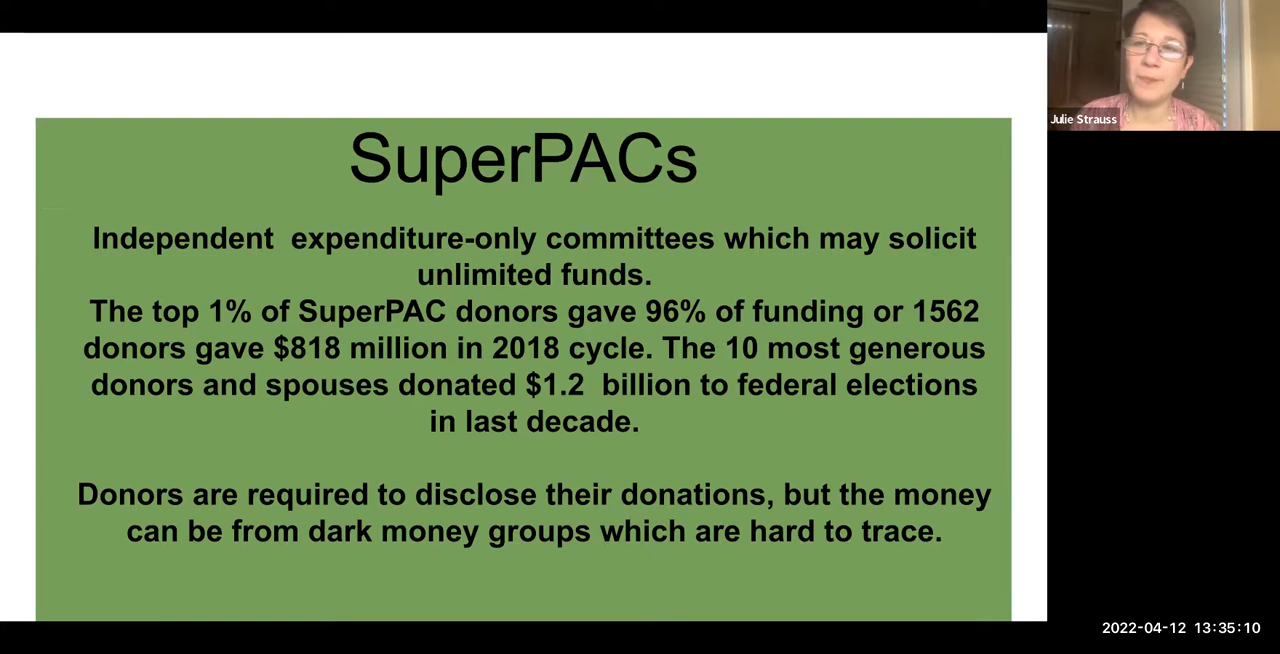 SuperPACs
Independent  expenditure-only committees which may solicit
unlimited funds.
The top 1% of SuperPAC donors gave 96% of funding or 1562
donors gave $818 million in 2018 cycle. The 10 most generous
donors and spouses donated $1.2  billion to federal elections
in last decade.
Donors are required to disclose their donations, but the money
can be from dark money groups which are hard to trace.
Julie Strauss
2022-04-12 13:35:10